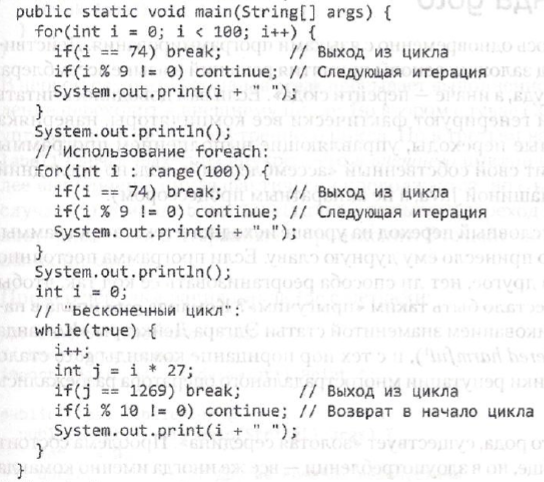 public static void main(String[] args) {
for(int i = 0; i < 100; i++) {
if(i == 74) break; // Выход из цикла
if(i % 9 != 0) continue; // Следующая итерация
System.out.print(i + " ");
}
System.out.println();
// Использование foreach:
for(int i : range(100)) {
if(i == 74) break; // Выход из цикла
if(i % 9 != 0) continue; // Следующая итерация
System.out.print(i + " ");
}
System.out.println();
int i = 0;
// "Бесконечный цикл":
while(true) {
i++;
int j = i * 27;
if(j == 1269) break; // Выход из цикла
if(i % 10 != 0) continue; // Возврат в начало цикла
System.out.print(i + " ");
}
}